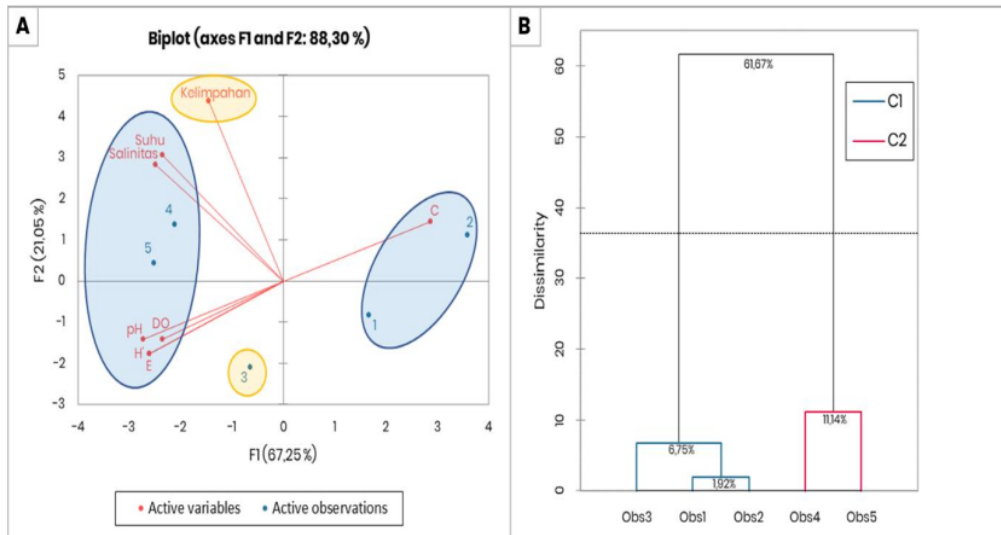 A
Biplot (axes F1 and F2: 88,30 %)
5
4
3
2
1
0
-1
-2
-3
F2 (21,05 %)
Kelimpahan
Suhu
Salinitas
4
5
C
2
1
pH
DO
H'
E
3
-4
-3
-2
-1
0
1
2
3
4
F1 (67,25 %)
Active variables
Active observations
B
60
50
40
30
20
10
0
Dissimilarity
61,67%
C1
C2
6,75%
1,92%
11,14%
Obs3
Obs1
Obs2
Obs4
Obs5